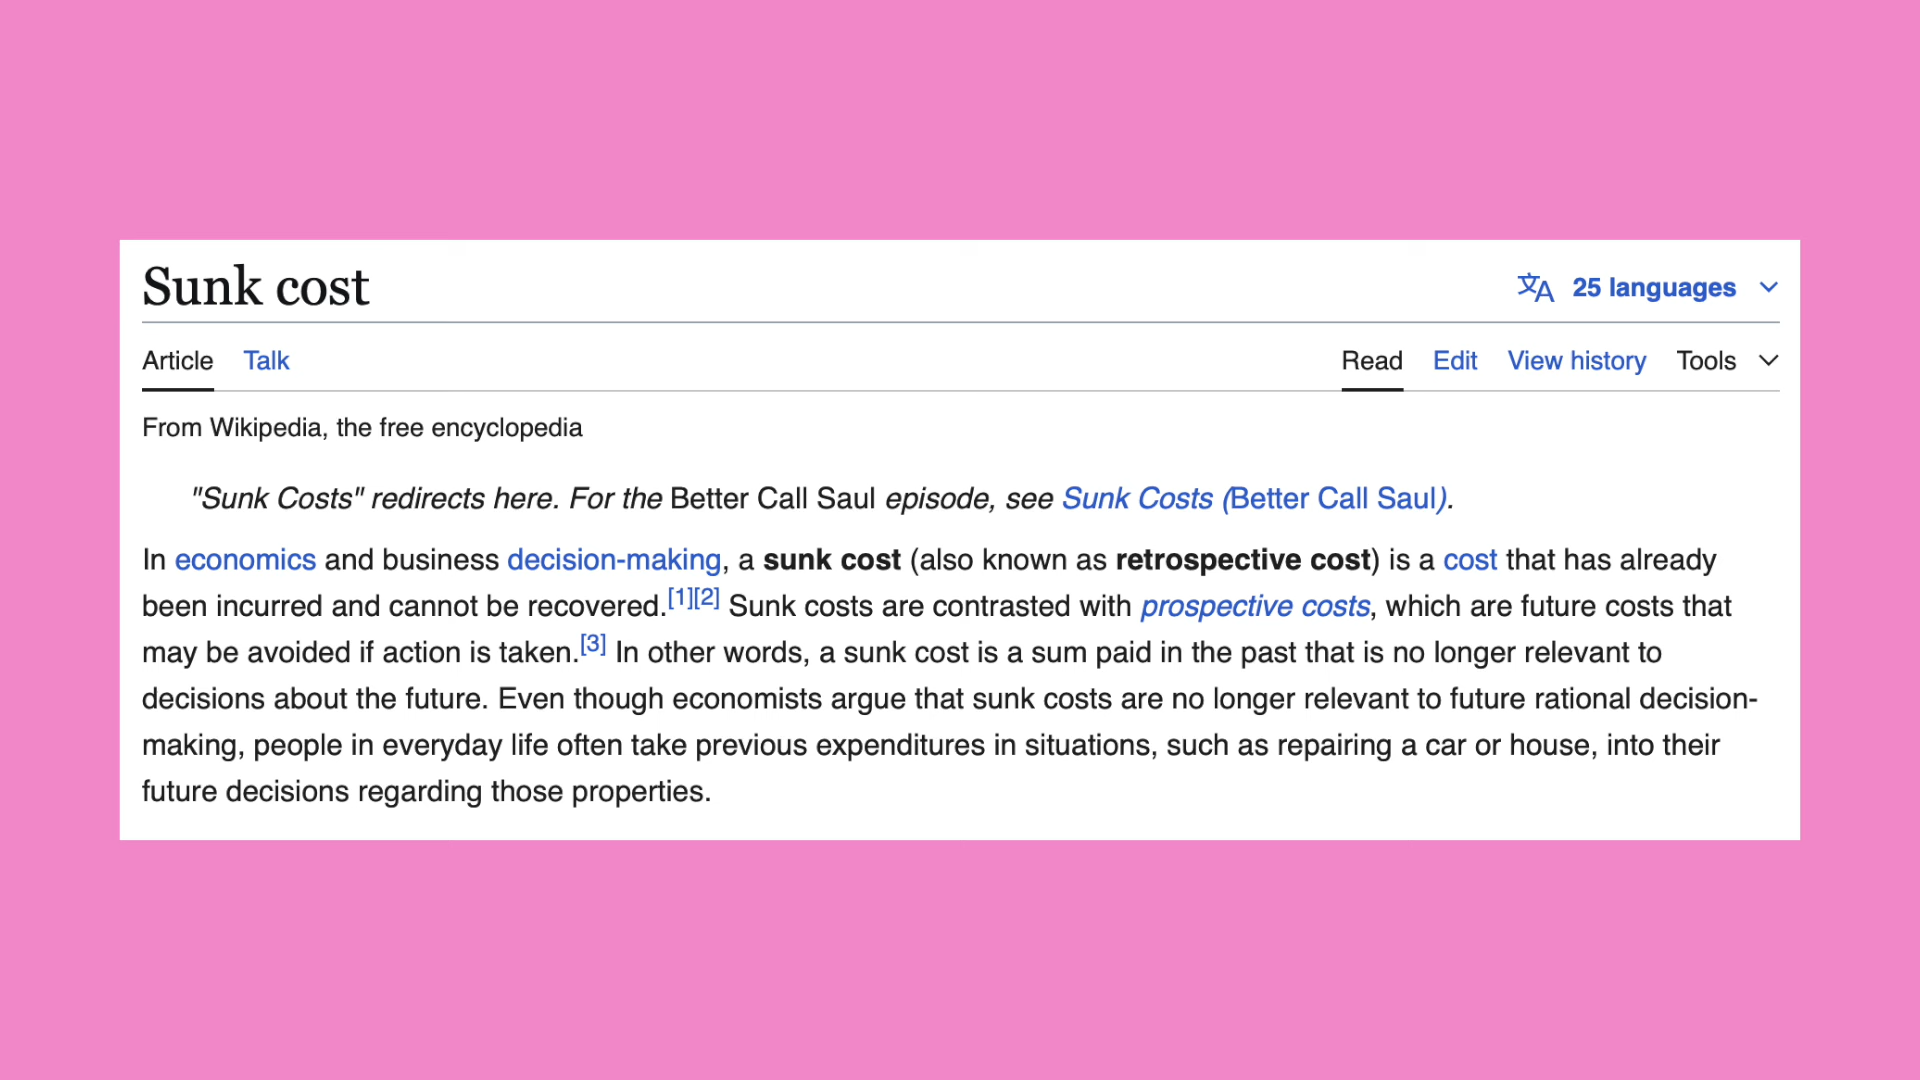 Sunk cost
25 languages
Article Talk Read Edit View history Tools
From Wikipedia, the free encyclopedia
"Sunk Costs" redirects here. For the Better Call Saul episode, see Sunk Costs (Better Call Saul).
In economics and business decision-making, a sunk cost (also known as retrospective cost) is a cost that has already
been incurred and cannot be recovered.[1][2] Sunk costs are contrasted with prospective costs, which are future costs that
may be avoided if action is taken.[3] In other words, a sunk cost is a sum paid in the past that is no longer relevant to
decisions about the future. Even though economists argue that sunk costs are no longer relevant to future rational decision-
making, people in everyday life often take previous expenditures in situations, such as repairing a car or house, into their
future decisions regarding those properties.